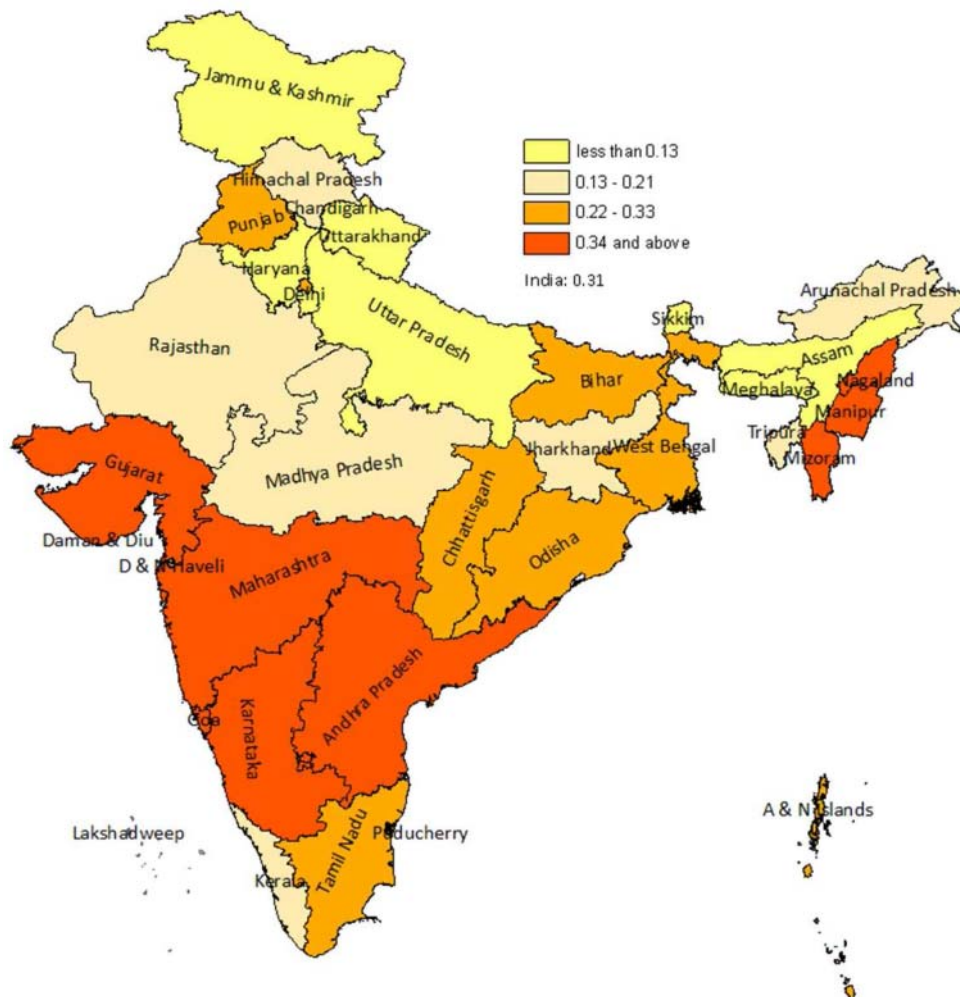 Jammu & Kashmir
less than 0.13
0.13 - 0.21
0.22 - 0.33
0.34 and above
India: 0.31
Himachal Pradesh
Punjab
Chandigarh
Uttarakhand
Haryana
Delhi
Uttar Pradesh
Rajasthan
Arunachal Pradesh
Sikkim
Assam
Bihar
Meghalaya
Nagaland
Manipur
Tripura
Mizoram
Jharkhand
West Bengal
Gujarat
Madhya Pradesh
Chhattisgarh
Daman & Diu
D & N Haveli
Maharashtra
Odisha
Andhra Pradesh
Goa
Karnataka
A & N Islands
Lakshadweep
Puducherry
Tamil Nadu
Kerala